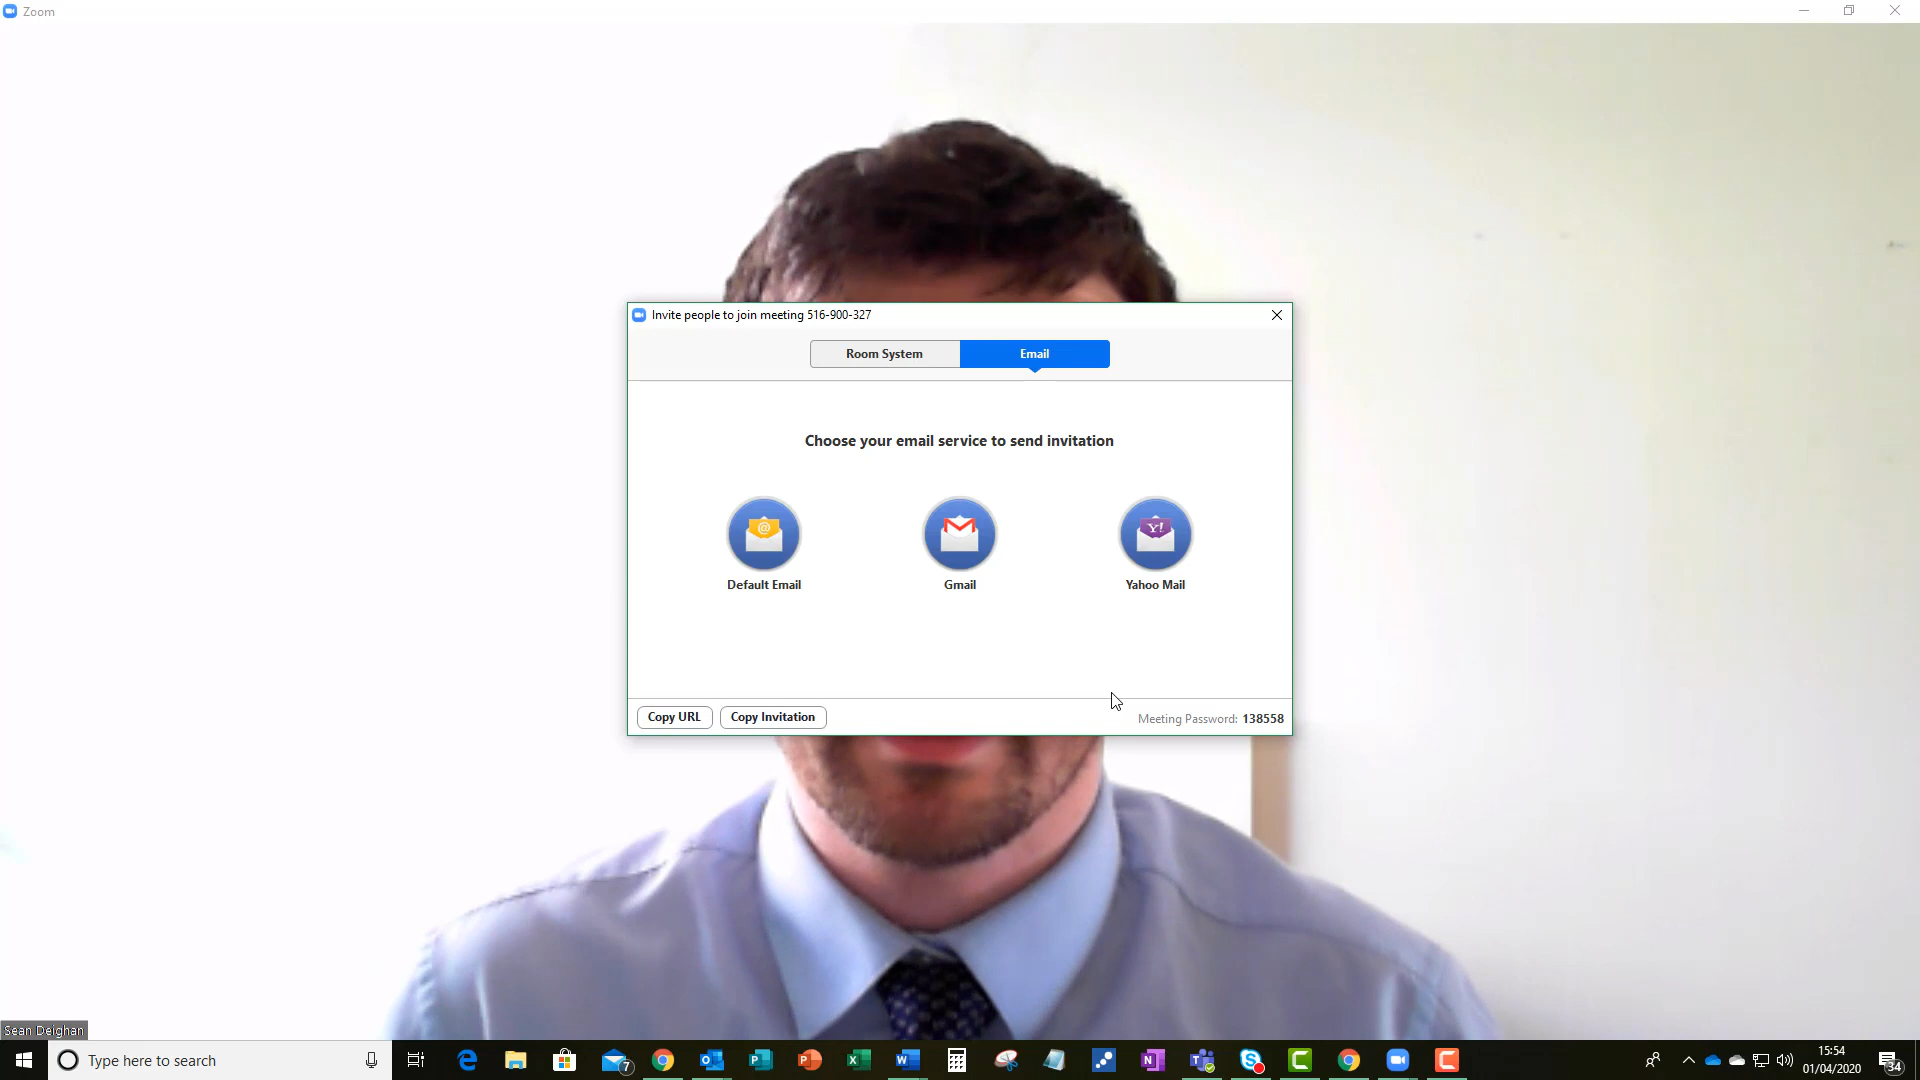 Zoom
Invite people to join meeting 516-900-327
Room System
Email
Choose your email service to send invitation
@
Y!
Default Email
Gmail
Yahoo Mail
Copy URL
Copy Invitation
Meeting Password: 138558
Sean Deighan
Type here to search
7
15:54
01/04/2020
34